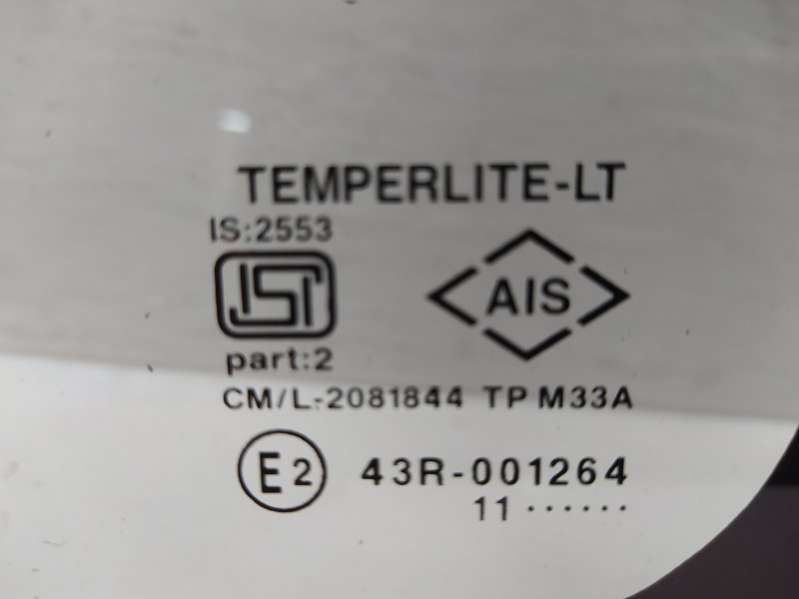 TEMPERLITE-LT
IS:2553
ISI
AIS
part:2
CM/L-2081844 TP M33A
E2 43R-001264
11 ······